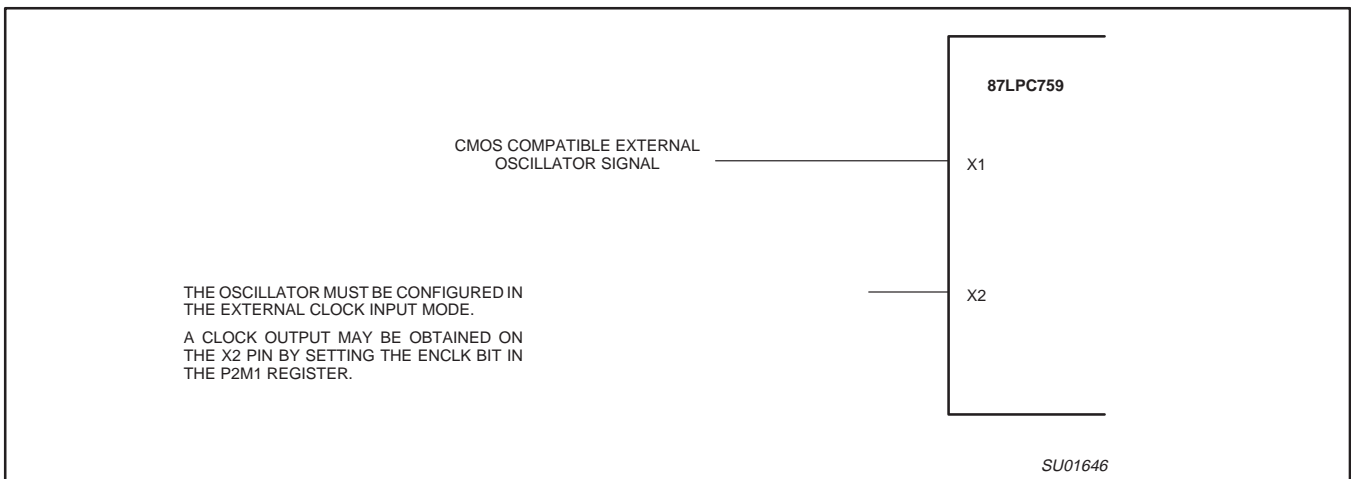 87LPC759
CMOS COMPATIBLE EXTERNAL
OSCILLATOR SIGNAL
X1
THE OSCILLATOR MUST BE CONFIGURED IN
THE EXTERNAL CLOCK INPUT MODE.
X2
A CLOCK OUTPUT MAY BE OBTAINED ON
THE X2 PIN BY SETTING THE ENCLK BIT IN
THE P2M1 REGISTER.
SU01646